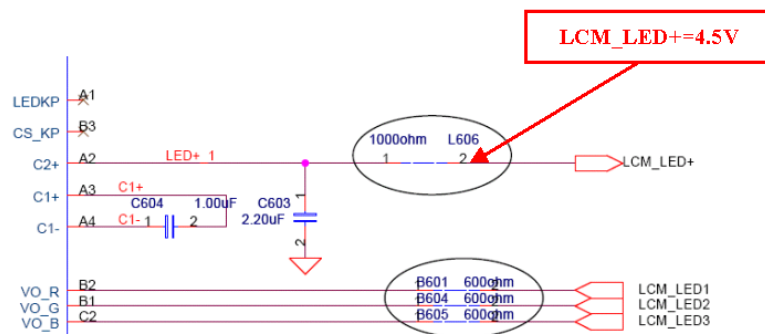 LCM_LED+=4.5V
LEDKP A1
CS_KP B3
1000ohm L606
C2+ A2 LED+ 1 1 2 LCM_LED+
C1+ A3 C1+
C604 1.00uF C603 1
C1- A4 C1- 1 2 2.20uF
2
VO_R B2 B601 600ohm LCM_LED1
VO_G B1 B604 600ohm LCM_LED2
VO_B C2 B605 600ohm LCM_LED3